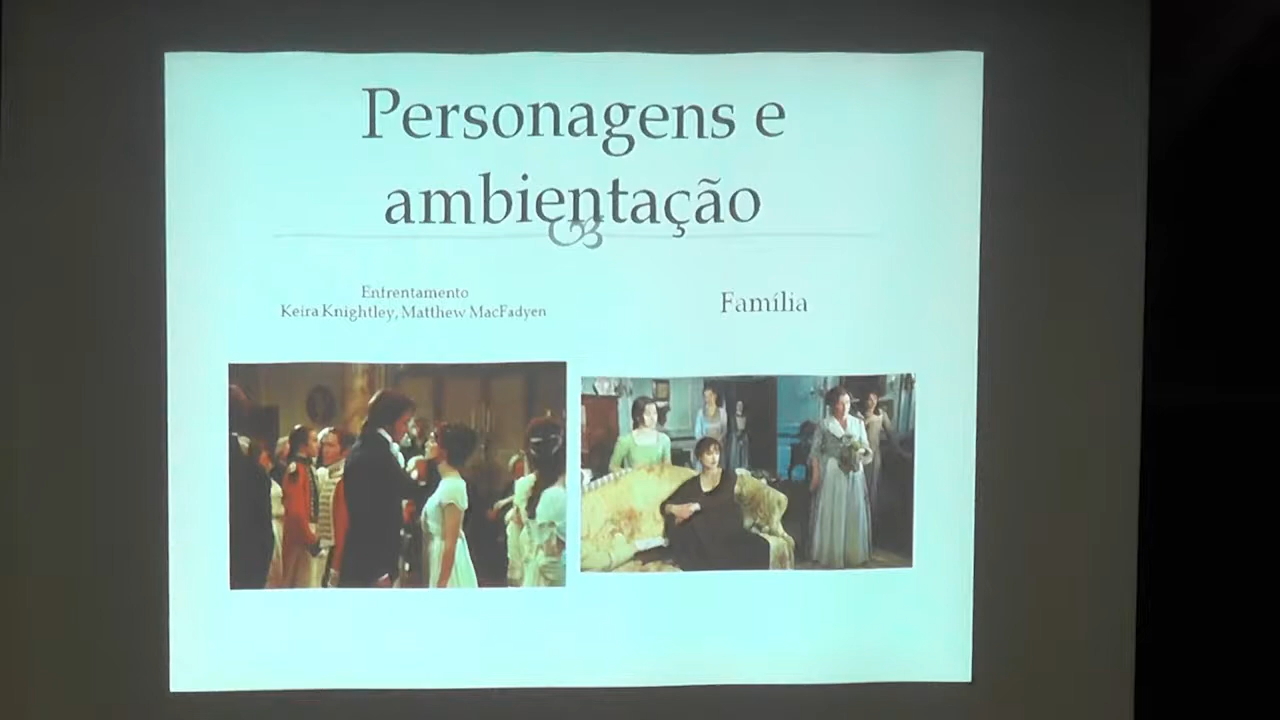 Personagens e
ambientação
Enfrentamento
Keira Knightley, Matthew MacFadyen
Família